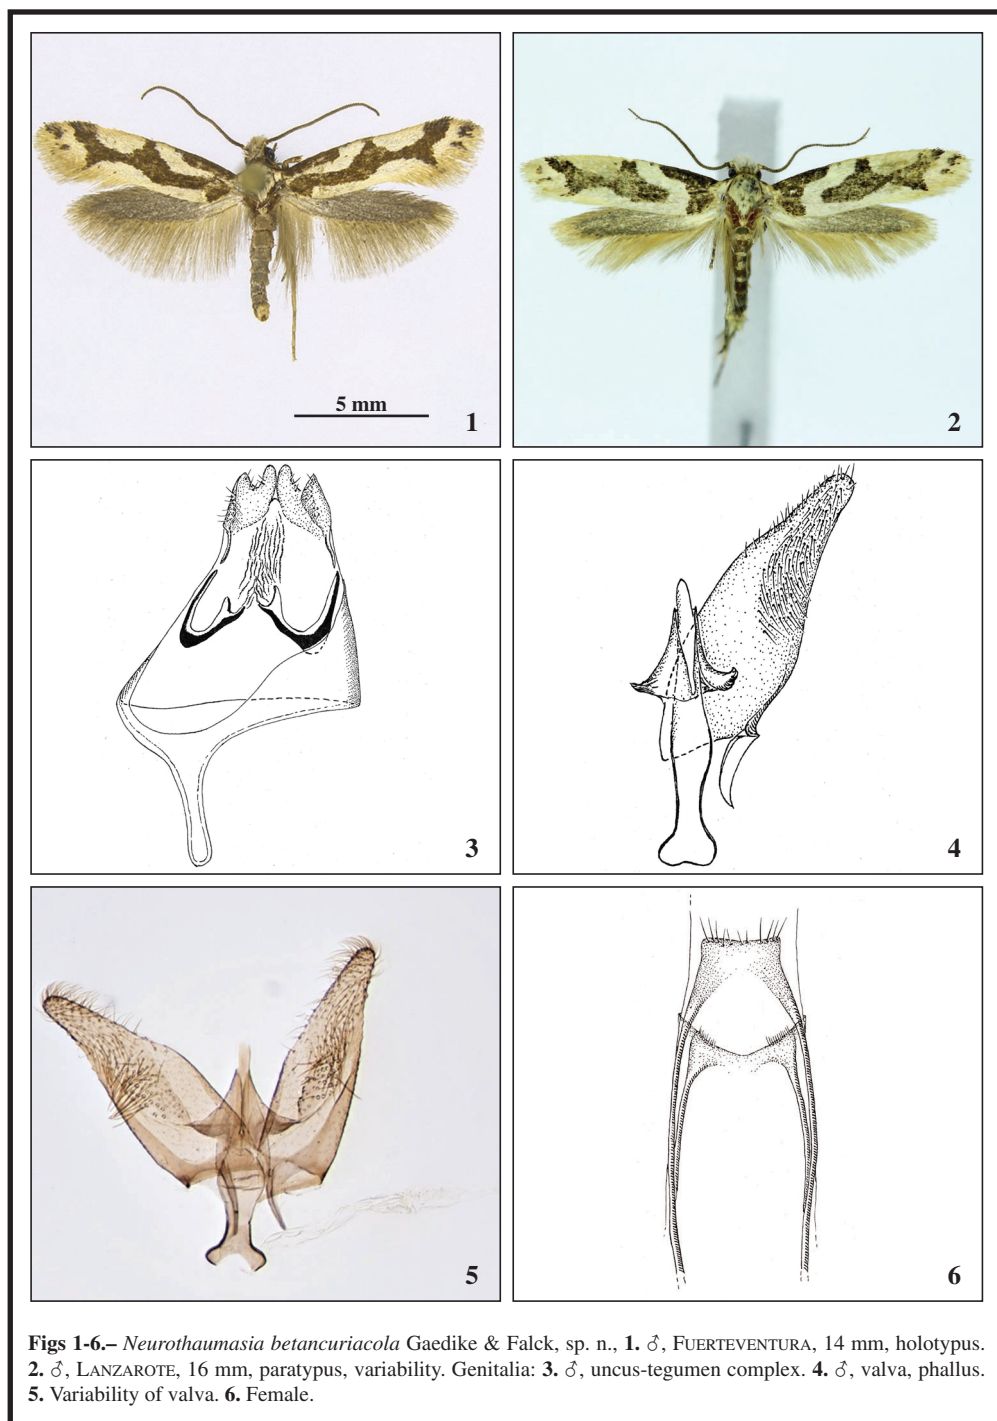 5 mm
1
2
3
4
5
6
Figs 1-6.– Neurothaumasia betancuriacola Gaedike & Falck, sp. n., 1. ♂, FUERTEVENTURA, 14 mm, holotypus.
2. ♂, LANZAROTE, 16 mm, paratypus, variability. Genitalia: 3. ♂, uncus-tegumen complex. 4. ♂, valva, phallus.
5. Variability of valva. 6. Female.